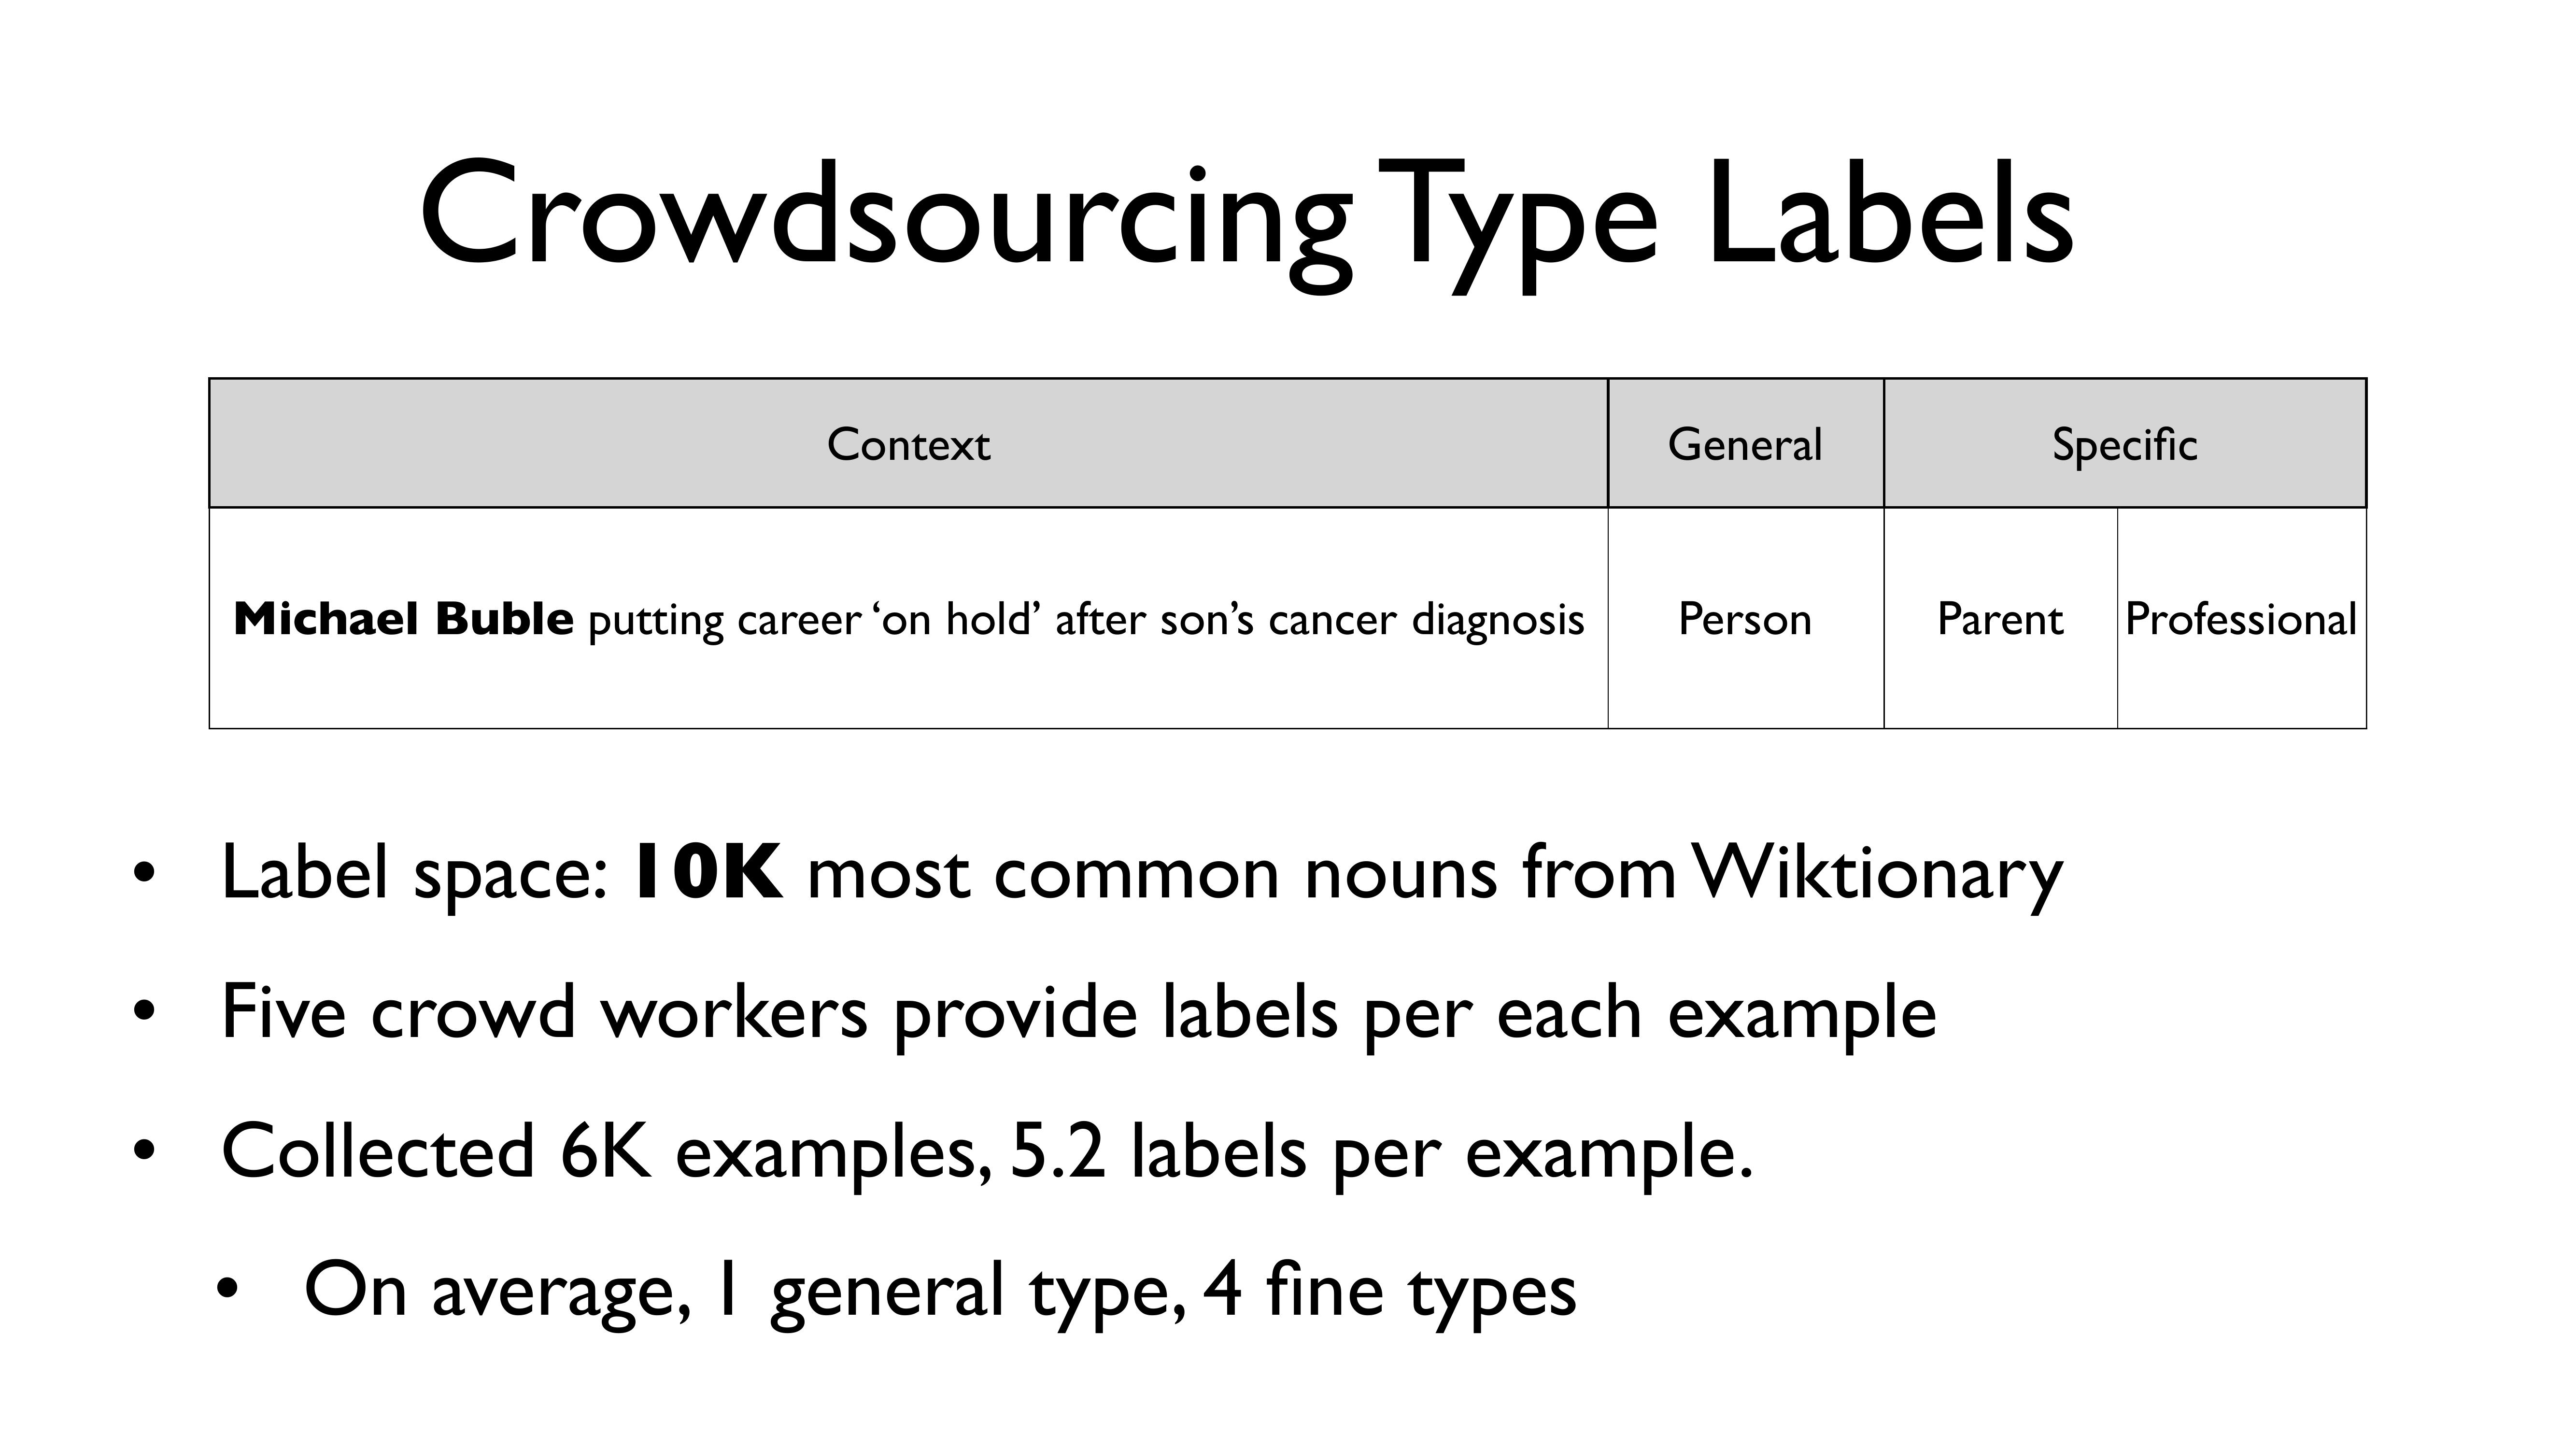 Crowdsourcing Type Labels
Context General Specific
Michael Buble putting career ‘on hold’ after son’s cancer diagnosis Person Parent Professional
• Label space: 10K most common nouns from Wiktionary
• Five crowd workers provide labels per each example
• Collected 6K examples, 5.2 labels per example.
• On average, 1 general type, 4 fine types